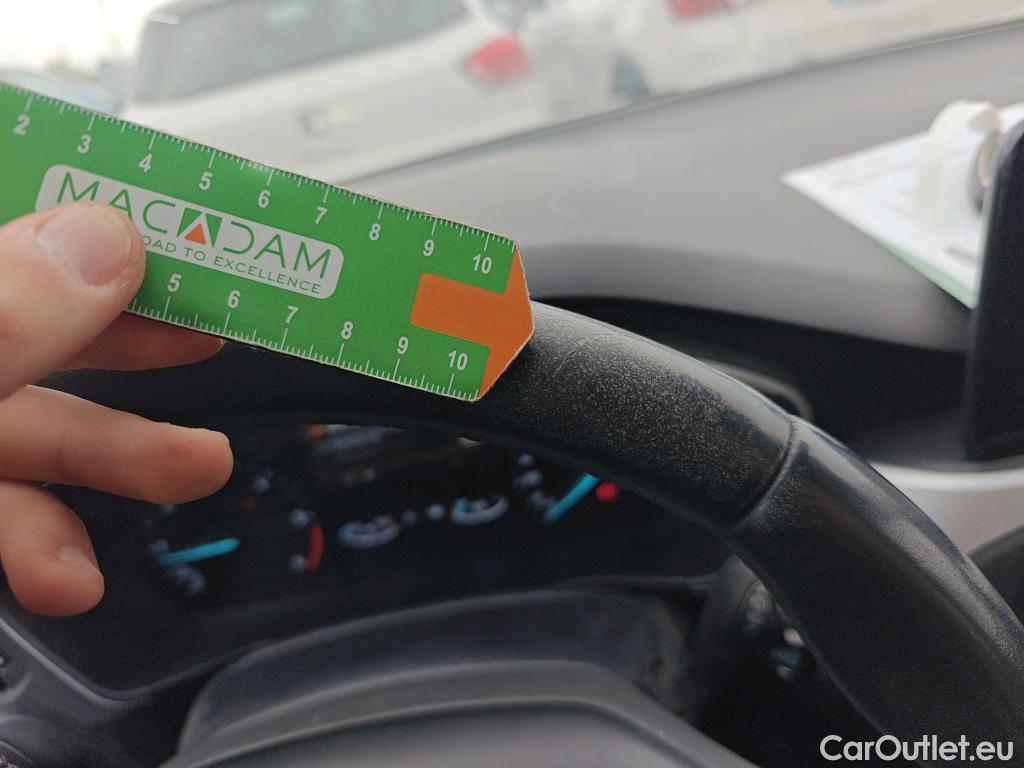 2 3 4 5 6 7 8 9 10
MACADAM
OAD TO EXCELLENCE
5 6 7 8 9 10
CarOutlet.eu